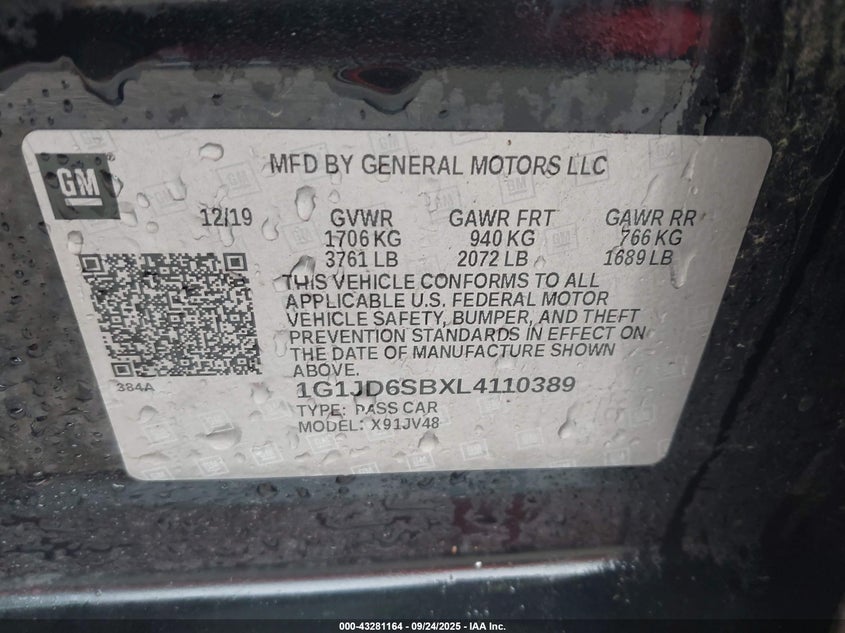 GM
MFD BY GENERAL MOTORS LLC
12/19 GVWR GAWR FRT GAWR RR
1706 KG 940 KG 766 KG
3761 LB 2072 LB 1689 LB
THIS VEHICLE CONFORMS TO ALL
APPLICABLE U.S. FEDERAL MOTOR
VEHICLE SAFETY, BUMPER, AND THEFT
PREVENTION STANDARDS IN EFFECT ON
THE DATE OF MANUFACTURE SHOWN
ABOVE.
384A
1G1JD6SBXL4110389
TYPE: PASS CAR
MODEL: X91JV48
000-43281164 - 09/24/2025 - IAA Inc.